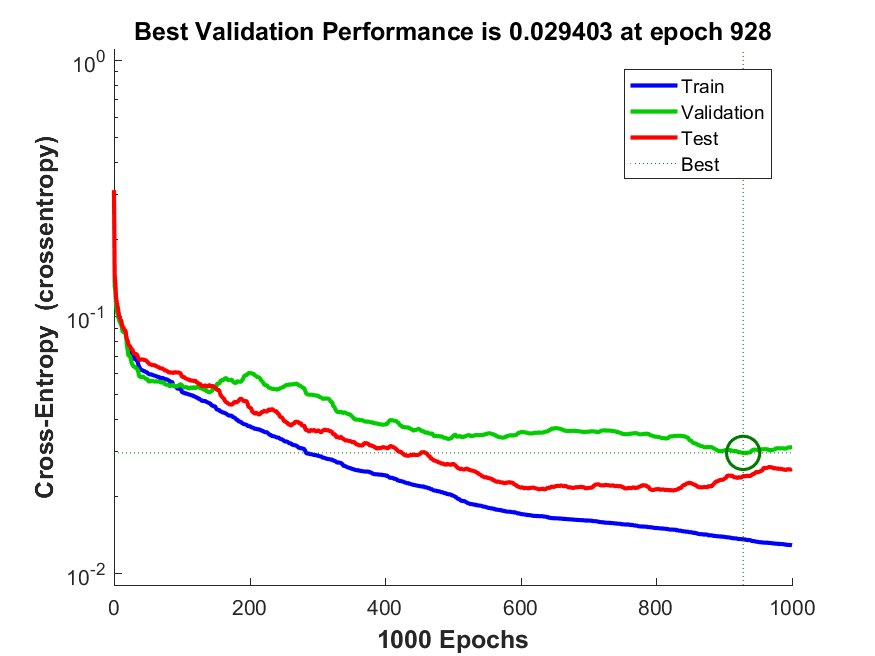 Best Validation Performance is 0.029403 at epoch 928
10^0
10^-1
10^-2
Cross-Entropy  (crossentropy)
Train
Validation
Test
Best
0 200 400 600 800 1000
1000 Epochs